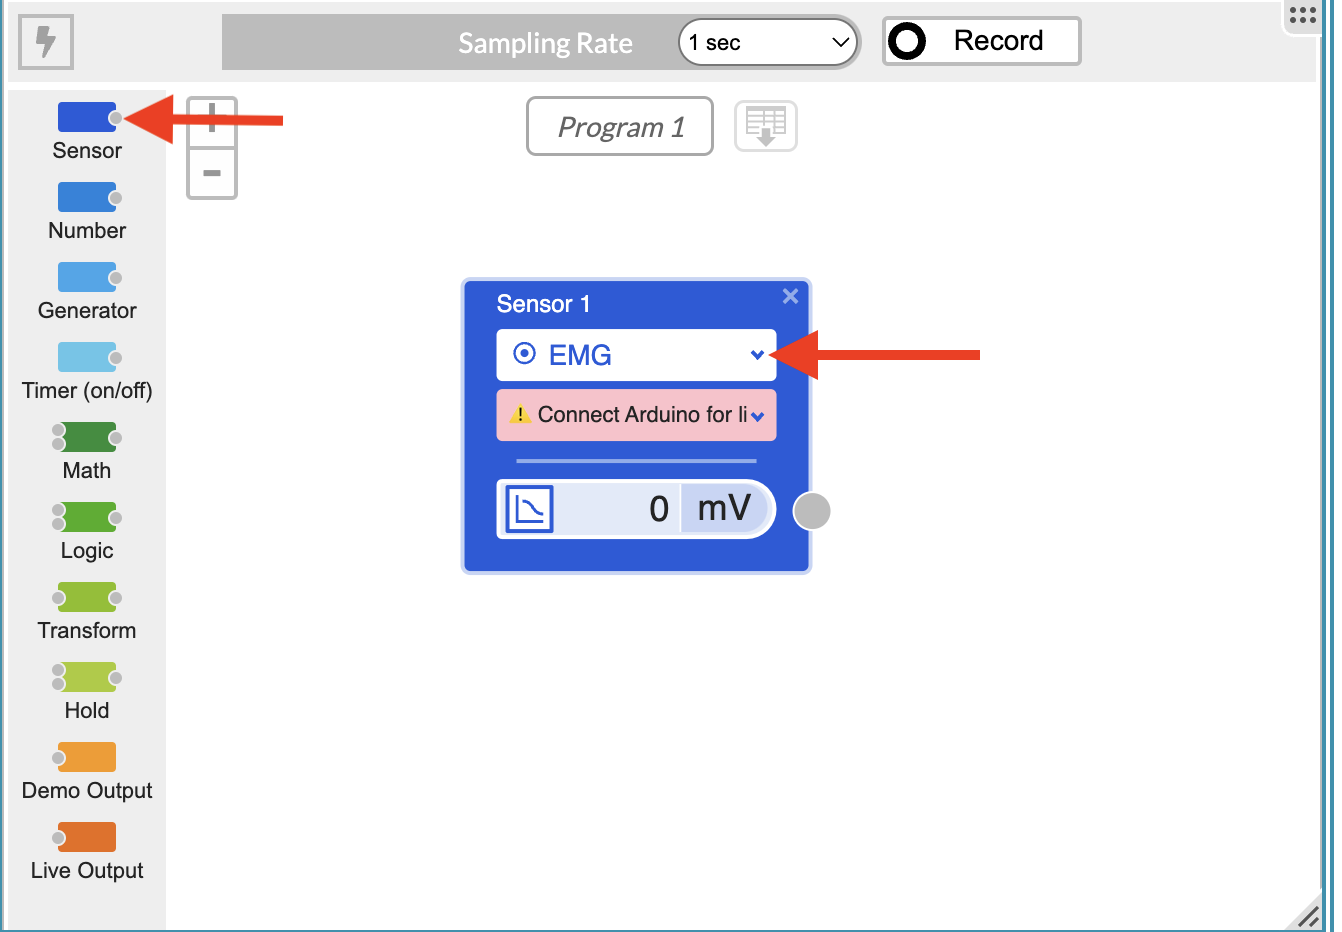 Sampling Rate
1 sec
Record
Sensor
Number
Generator
Timer (on/off)
Math
Logic
Transform
Hold
Demo Output
Live Output
+
-
Program 1
Sensor 1
EMG
Connect Arduino for li
0 mV